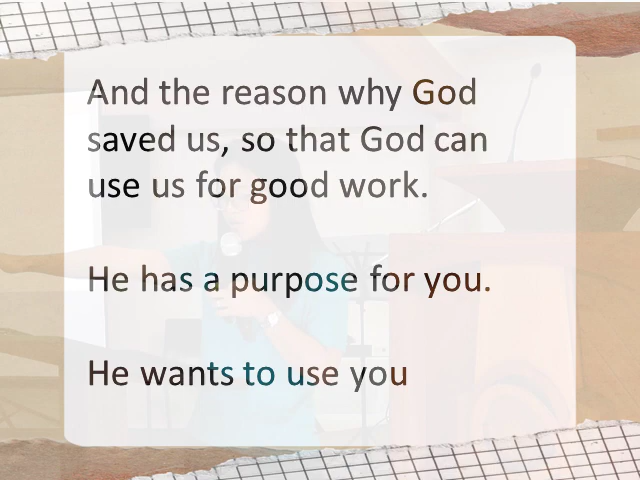 And the reason why God
saved us, so that God can
use us for good work.
He has a purpose for you.
He wants to use you